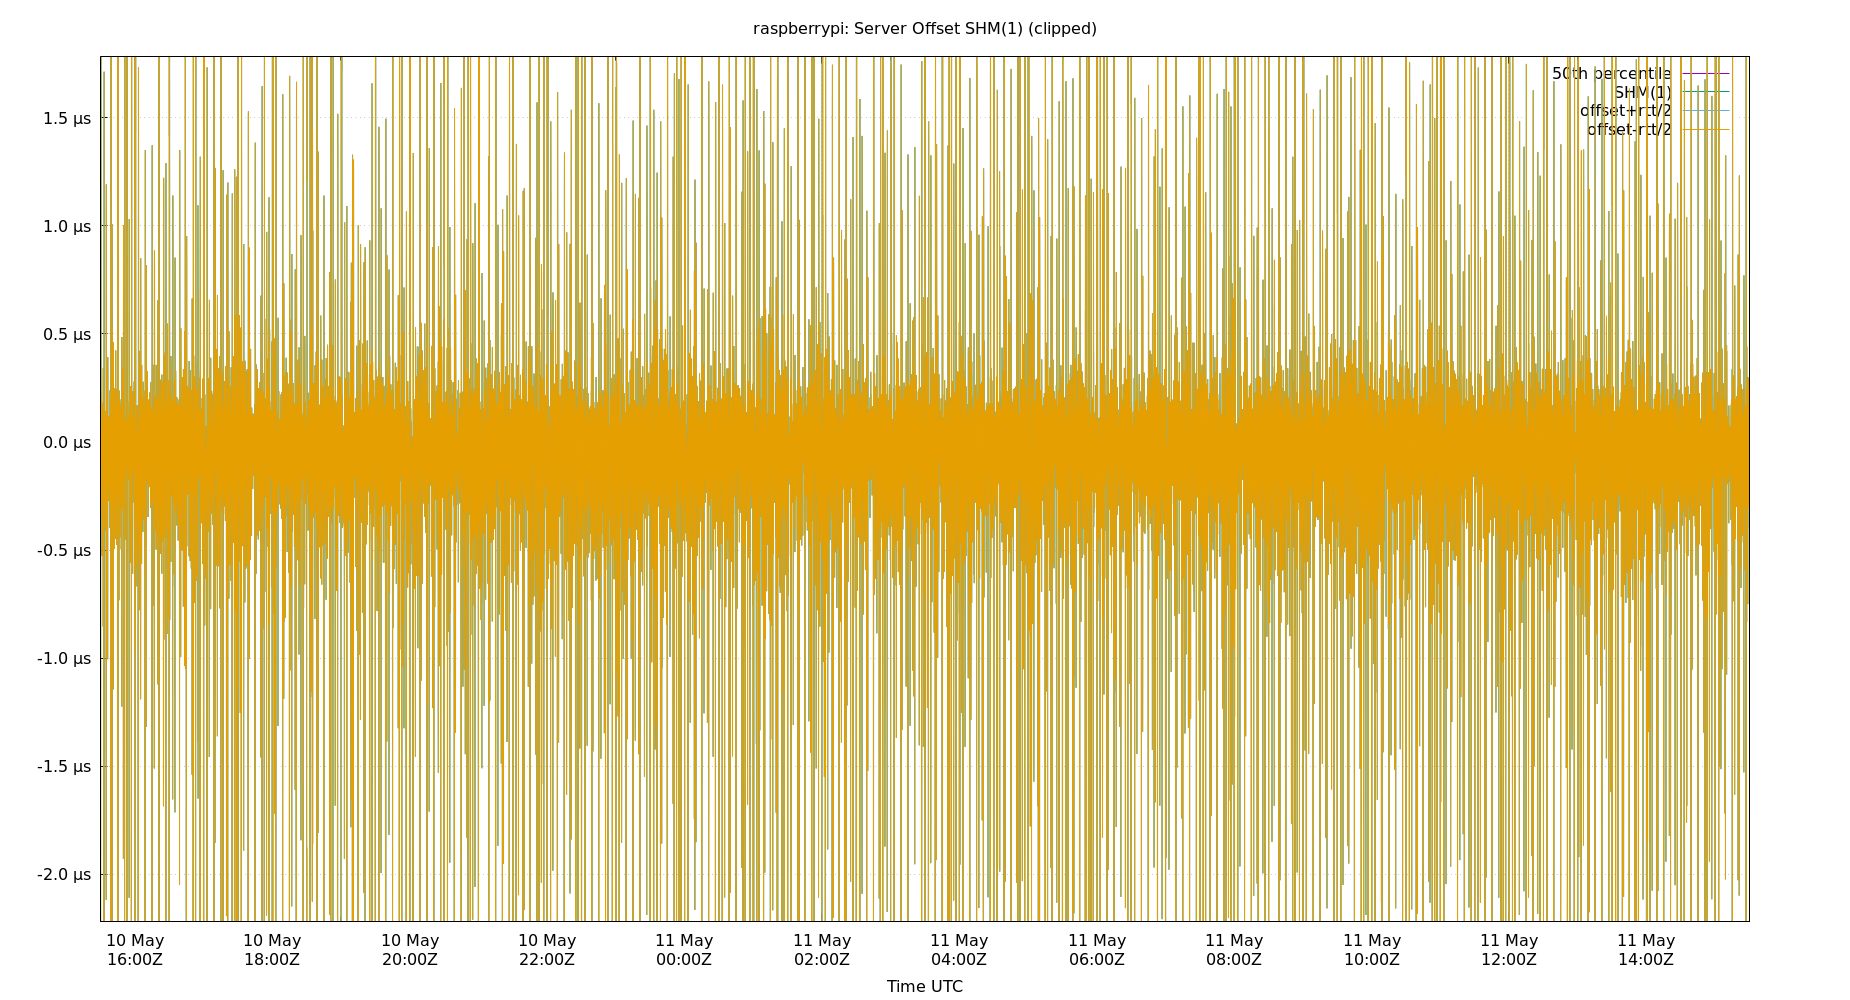 raspberrypi: Server Offset SHM(1) (clipped)
50th percentile
SHM(1)
offset+rtt/2
offset-rtt/2
1.5 µs
1.0 µs
0.5 µs
0.0 µs
-0.5 µs
-1.0 µs
-1.5 µs
-2.0 µs
10 May 10 May 10 May 10 May 11 May 11 May 11 May 11 May 11 May 11 May 11 May 11 May
16:00Z 18:00Z 20:00Z 22:00Z 00:00Z 02:00Z 04:00Z 06:00Z 08:00Z 10:00Z 12:00Z 14:00Z
Time UTC